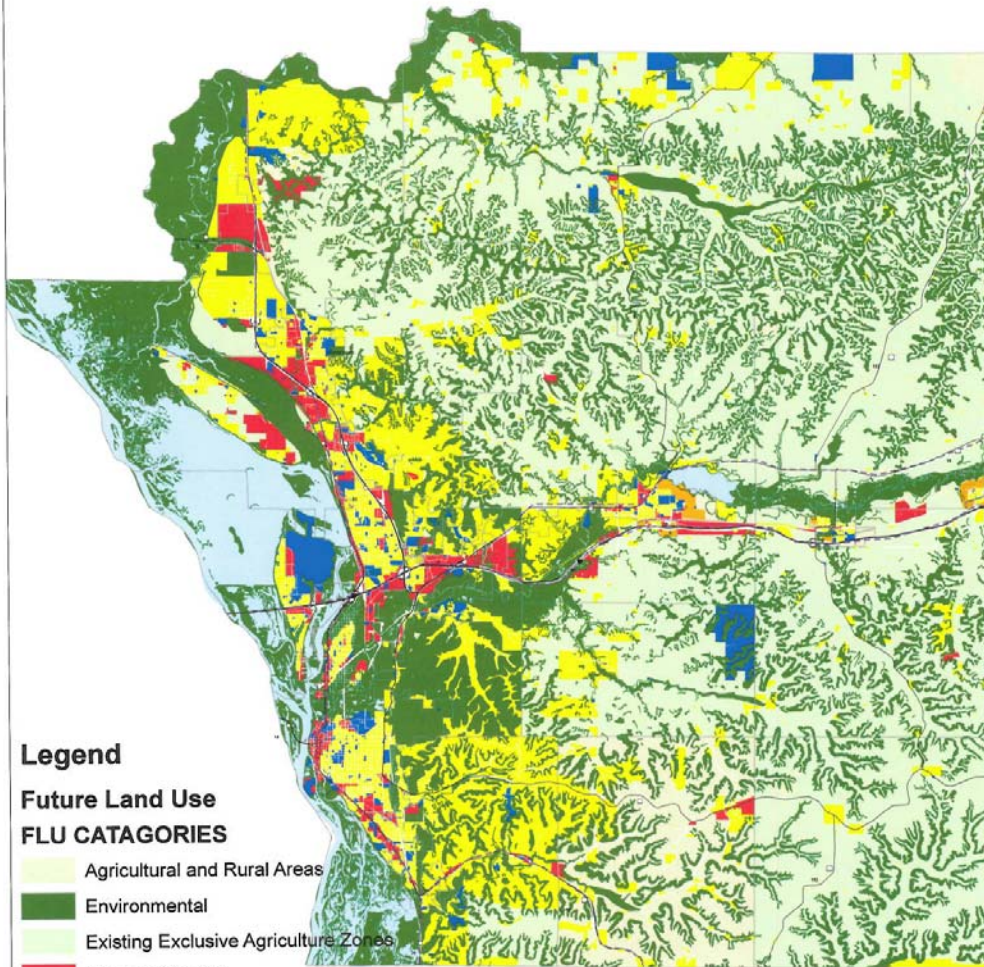 Legend
Future Land Use
FLU CATAGORIES
Agricultural and Rural Areas
Environmental
Existing Exclusive Agriculture Zones